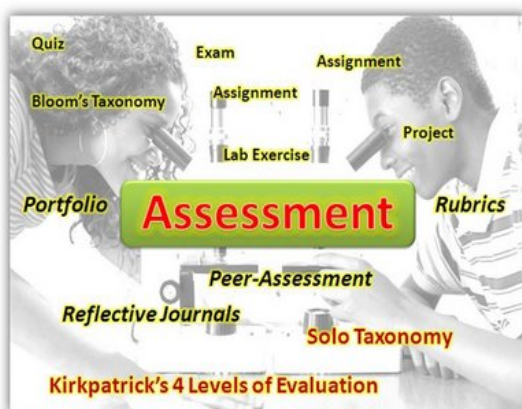 Quiz
Exam
Assignment
Bloom's Taxonomy
Assignment
Project
Lab Exercise
Portfolio
Assessment
Rubrics
Peer-Assessment
Reflective Journals
Solo Taxonomy
Kirkpatrick's 4 Levels of Evaluation